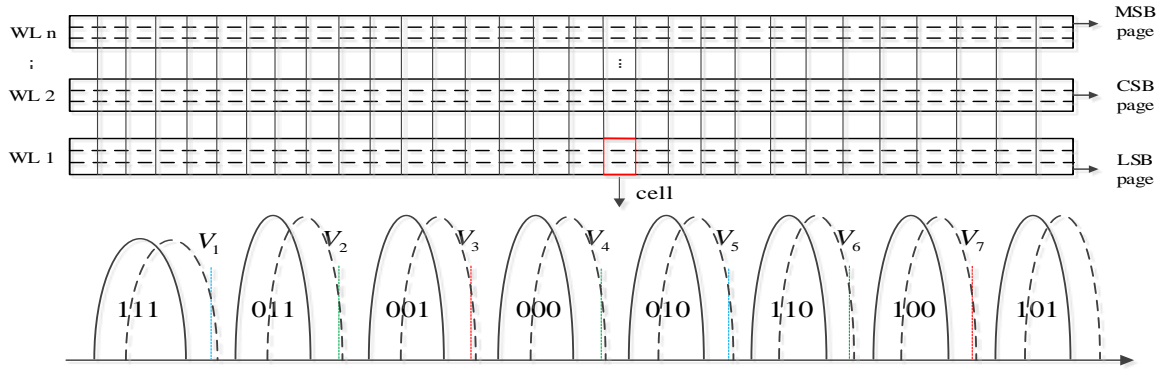 MSB
page
WL n
⋮
⋮
WL 2
CSB
page
WL 1
LSB
page
cell
V1 V2 V3 V4 V5 V6 V7
111 011 001 000 010 110 100 101